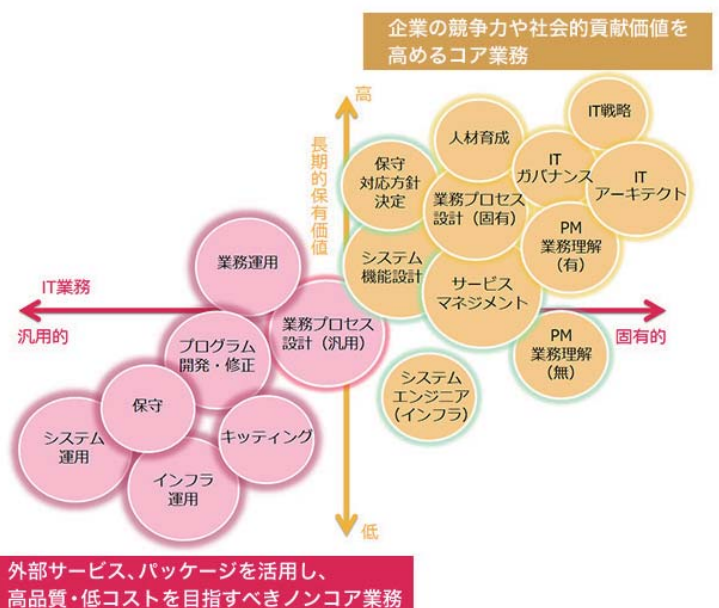 企業の競争力や社会的貢献価値を
高めるコア業務
高
長期的保有価値
IT戦略
人材育成
IT
ガバナンス
IT
アーキテクト
保守
対応方針
決定
業務プロセス
設計（固有）
PM
業務理解
（有）
システム
機能設計
サービス
マネジメント
業務運用
IT業務
汎用的
固有的
業務プロセス
設計（汎用）
プログラム
開発・修正
PM
業務理解
（無）
システム
エンジニア
（インフラ）
保守
キッティング
システム
運用
インフラ
運用
低
外部サービス、パッケージを活用し、
高品質・低コストを目指すべきノンコア業務